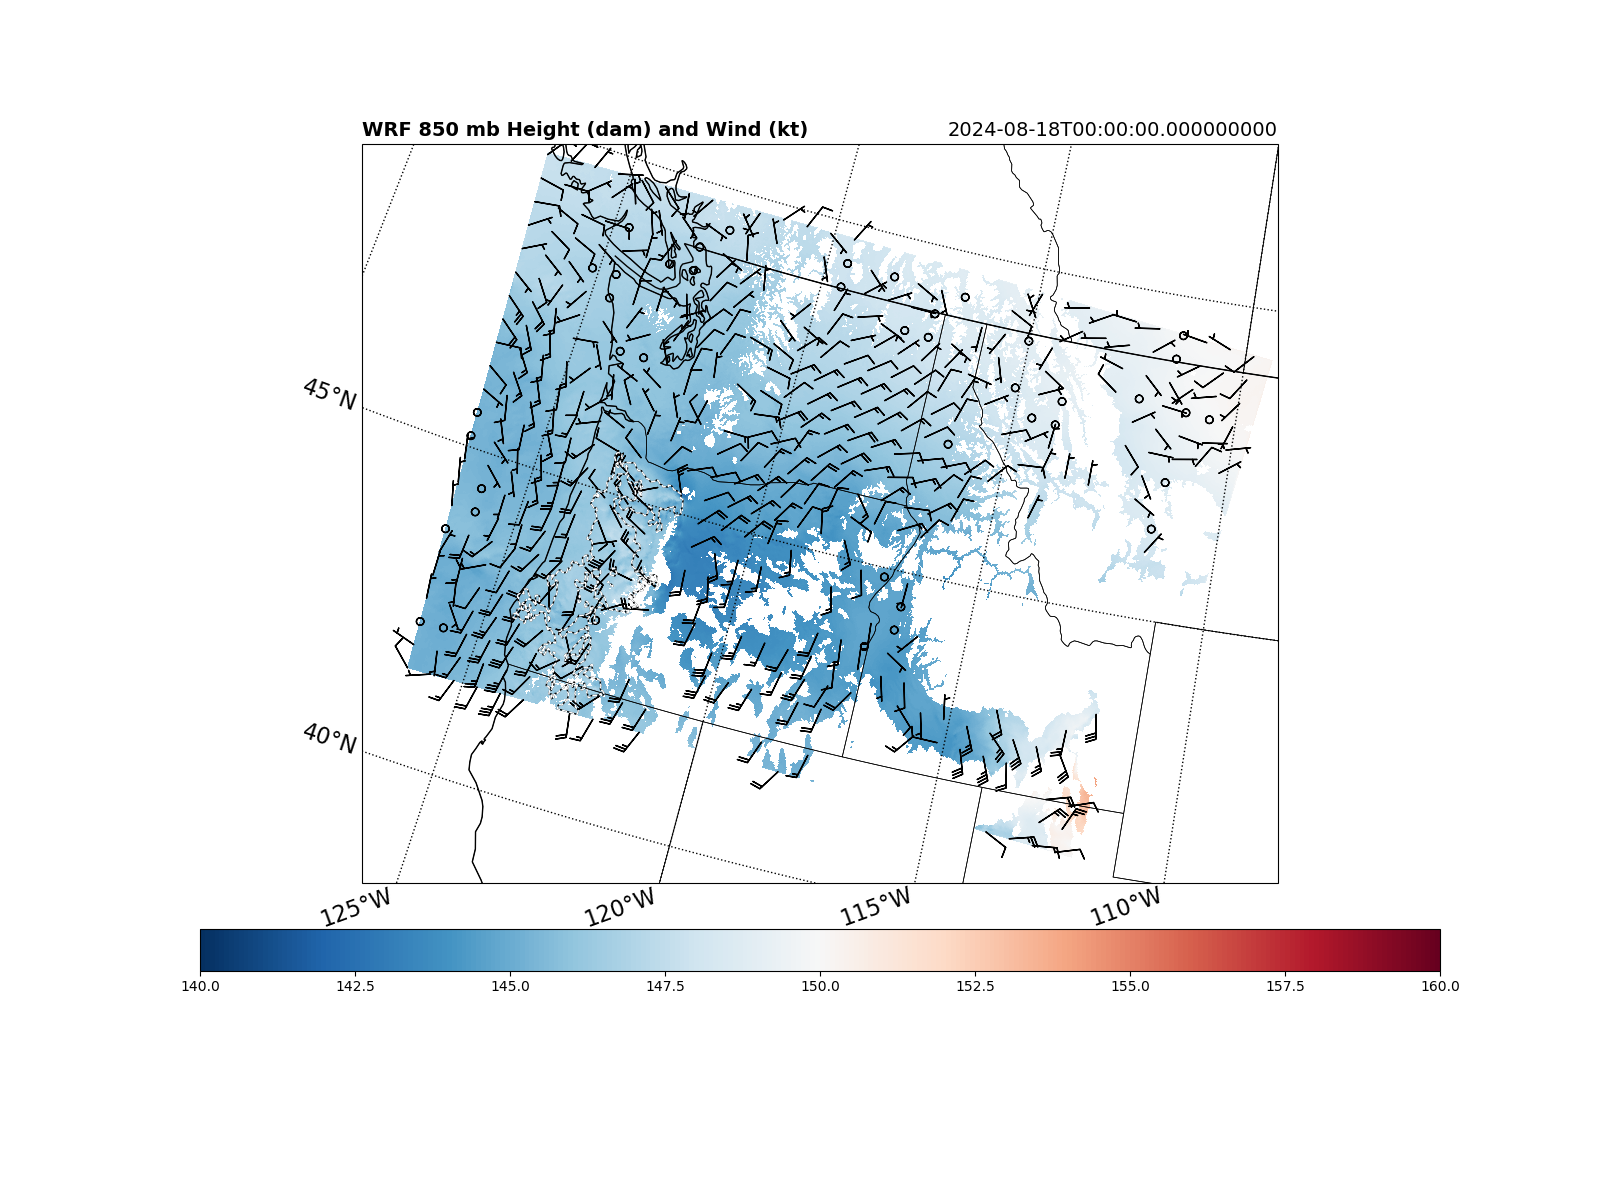 WRF 850 mb Height (dam) and Wind (kt) 2024-08-18T00:00:00.000000000
45°N
40°N
125°W 120°W 115°W 110°W
140.0 142.5 145.0 147.5 150.0 152.5 155.0 157.5 160.0